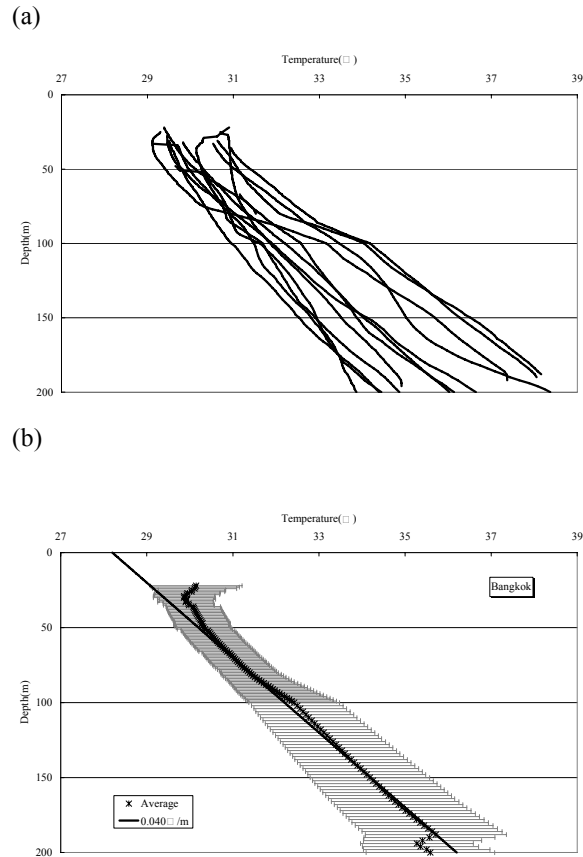 (a)
Temperature(□ )
27 29 31 33 35 37 39
0
50
100
150
200
Depth(m)
(b)
Temperature(□ )
27 29 31 33 35 37 39
0
50
100
150
200
Depth(m)
Bangkok
Average
0.040□ /m